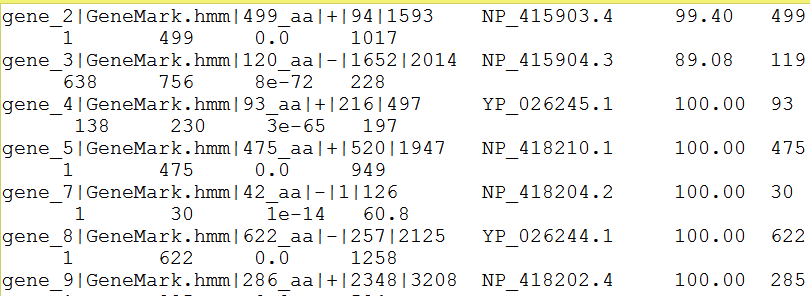 gene_2|GeneMark.hmm|499_aa|+|94|1593 NP_415903.4 99.40 499
1 499 0.0 1017
gene_3|GeneMark.hmm|120_aa|-|1652|2014 NP_415904.3 89.08 119
638 756 8e-72 228
gene_4|GeneMark.hmm|93_aa|+|216|497 YP_026245.1 100.00 93
138 230 3e-65 197
gene_5|GeneMark.hmm|475_aa|+|520|1947 NP_418210.1 100.00 475
1 475 0.0 949
gene_7|GeneMark.hmm|42_aa|-|1|126 NP_418204.2 100.00 30
1 30 1e-14 60.8
gene_8|GeneMark.hmm|622_aa|-|257|2125 YP_026244.1 100.00 622
1 622 0.0 1258
gene_9|GeneMark.hmm|286_aa|+|2348|3208 NP_418202.4 100.00 285